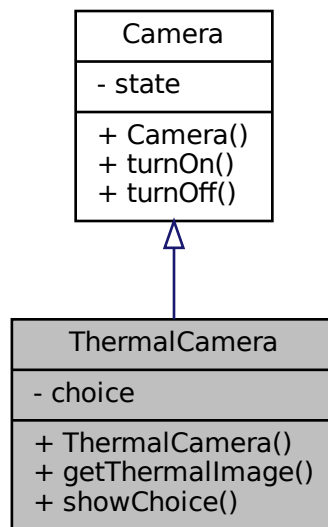 Camera
- state
+ Camera()
+ turnOn()
+ turnOff()
ThermalCamera
- choice
+ ThermalCamera()
+ getThermalImage()
+ showChoice()